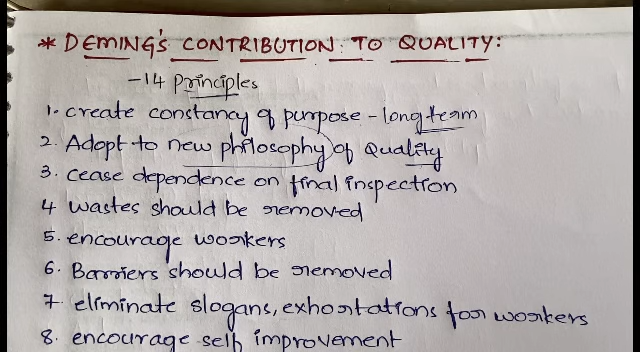 * DEMING'S CONTRIBUTION TO QUALITY:
-14 Principles
1. create constancy of purpose - long team
2. Adopt to new philosophy of Quality
3. cease dependence on final inspection
4 wastes should be removed
5. encourage workers
6. Barriers should be removed
7 eliminate slogans, exhortations for workers
8. encourage self improvement